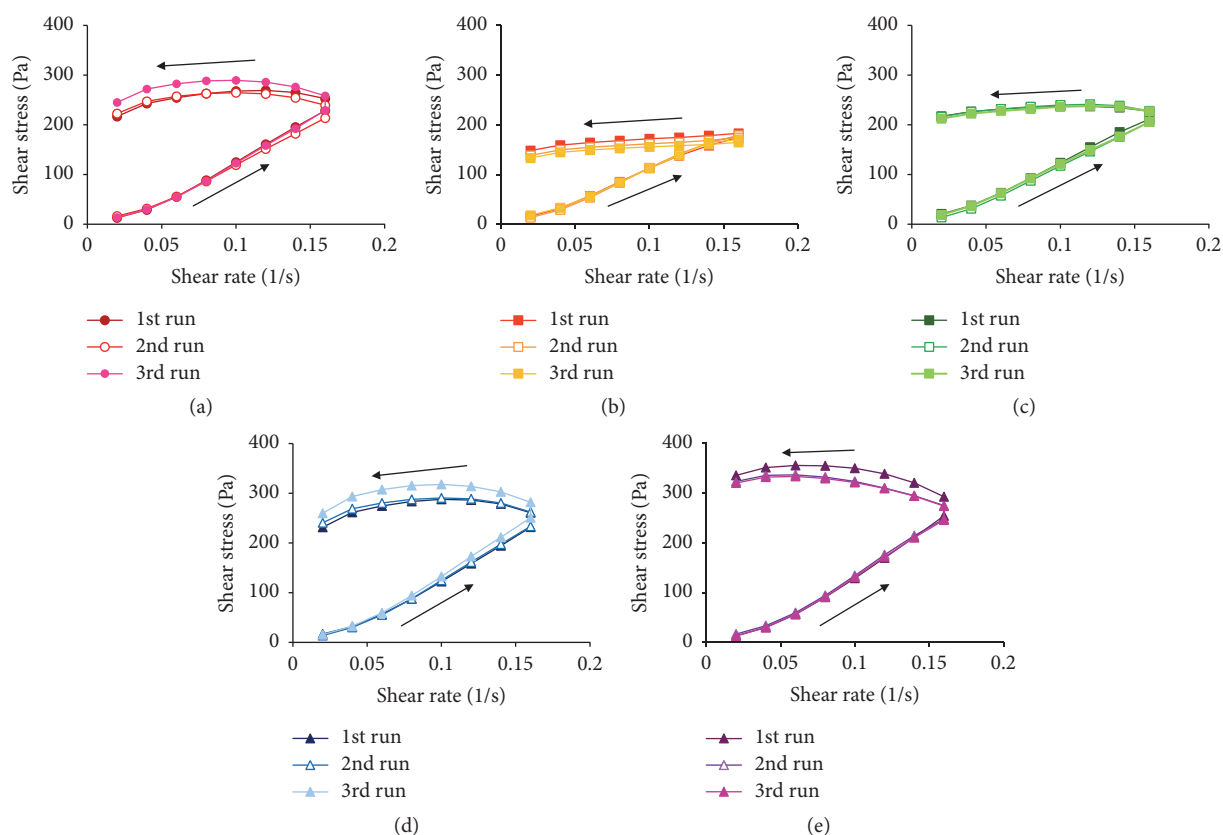 400
300
200
100
0
Shear stress (Pa)
0 0.05 0.1 0.15 0.2
Shear rate (1/s)
1st run
2nd run
3rd run
(a)
400
300
200
100
0
Shear stress (Pa)
0 0.05 0.1 0.15 0.2
Shear rate (1/s)
1st run
2nd run
3rd run
(b)
400
300
200
100
0
Shear stress (Pa)
0 0.05 0.1 0.15 0.2
Shear rate (1/s)
1st run
2nd run
3rd run
(c)
400
300
200
100
0
Shear stress (Pa)
0 0.05 0.1 0.15 0.2
Shear rate (1/s)
1st run
2nd run
3rd run
(d)
400
300
200
100
0
Shear stress (Pa)
0 0.05 0.1 0.15 0.2
Shear rate (1/s)
1st run
2nd run
3rd run
(e)